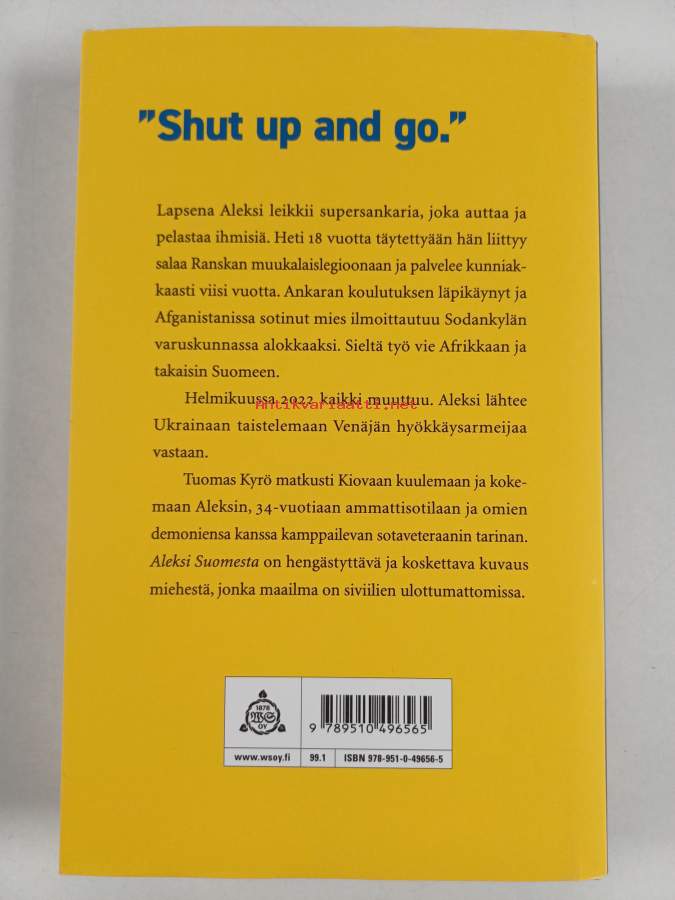 ”Shut up and go.”
Lapsena Aleksi leikkii supersankaria, joka auttaa ja
pelastaa ihmisiä. Heti 18 vuotta täytettyään hän liittyy
salaa Ranskan muukalaislegioonaan ja palvelee kunniak-
kaasti viisi vuotta. Ankaran koulutuksen läpikäynyt ja
Afganistanissa sotinut mies ilmoittautuu Sodankylän
varuskunnassa alokkaaksi. Sieltä työ vie Afrikkaan ja
takaisin Suomeen.
Helmikuussa 2022 kaikki muuttuu. Aleksi lähtee
Antikvariaatti.net
Ukrainaan taistelemaan Venäjän hyökkäysarmeijaa
vastaan.
Tuomas Kyrö matkusti Kiovaan kuulemaan ja koke-
maan Aleksin, 34-vuotiaan ammattisotilaan ja omien
demoniensa kanssa kamppailevan sotaveteraanin tarinan.
Aleksi Suomesta on hengästyttävä ja koskettava kuvaus
miehestä, jonka maailma on siviilien ulottumattomissa.
1878
WS
OY
9 789510 496565
www.wsoy.fi
99.1
ISBN 978-951-0-49656-5